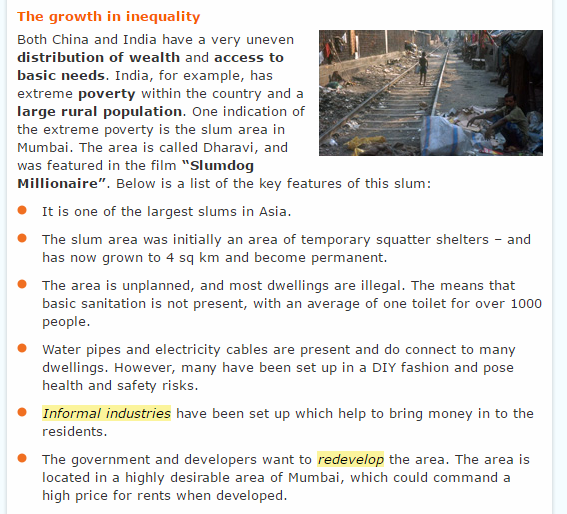 The growth in inequality
Both China and India have a very uneven
distribution of wealth and access to
basic needs. India, for example, has
extreme poverty within the country and a
large rural population. One indication of
the extreme poverty is the slum area in
Mumbai. The area is called Dharavi, and
was featured in the film “Slumdog
Millionaire”. Below is a list of the key features of this slum:
It is one of the largest slums in Asia.
The slum area was initially an area of temporary squatter shelters – and
has now grown to 4 sq km and become permanent.
The area is unplanned, and most dwellings are illegal. The means that
basic sanitation is not present, with an average of one toilet for over 1000
people.
Water pipes and electricity cables are present and do connect to many
dwellings. However, many have been set up in a DIY fashion and pose
health and safety risks.
Informal industries have been set up which help to bring money in to the
residents.
The government and developers want to redevelop the area. The area is
located in a highly desirable area of Mumbai, which could command a
high price for rents when developed.